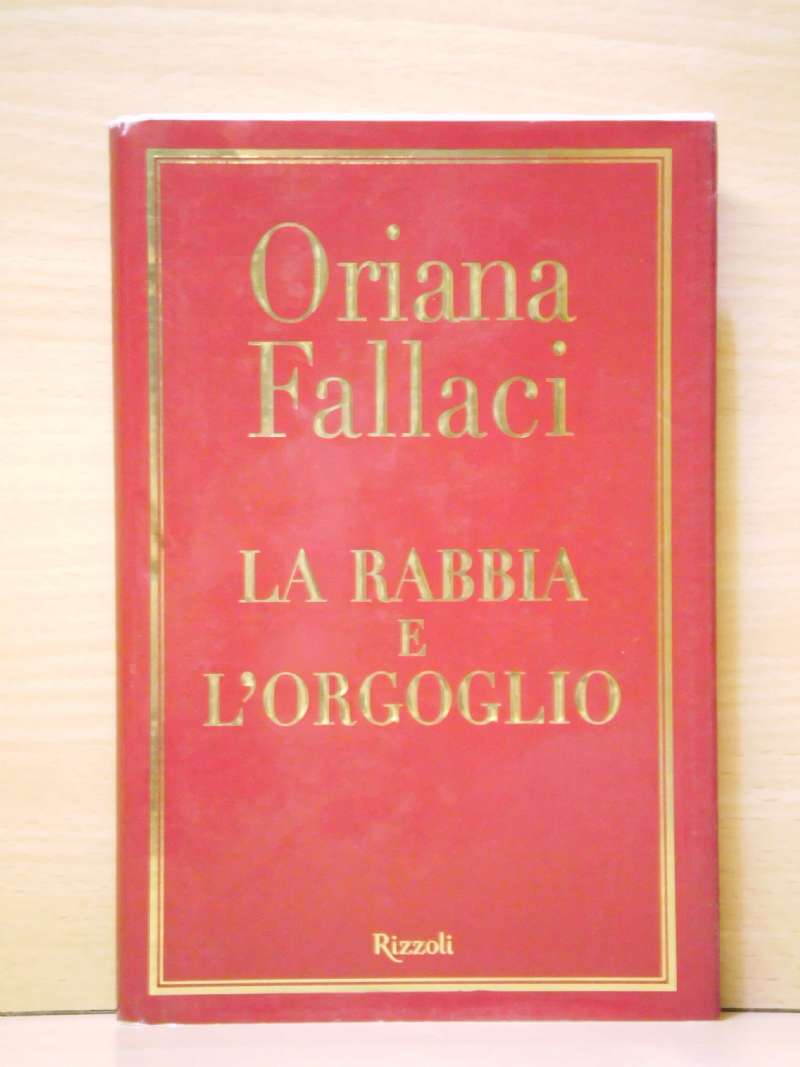 Oriana
Fallaci
LA RABBIA
E
L'ORGOGLIO
Rizzoli